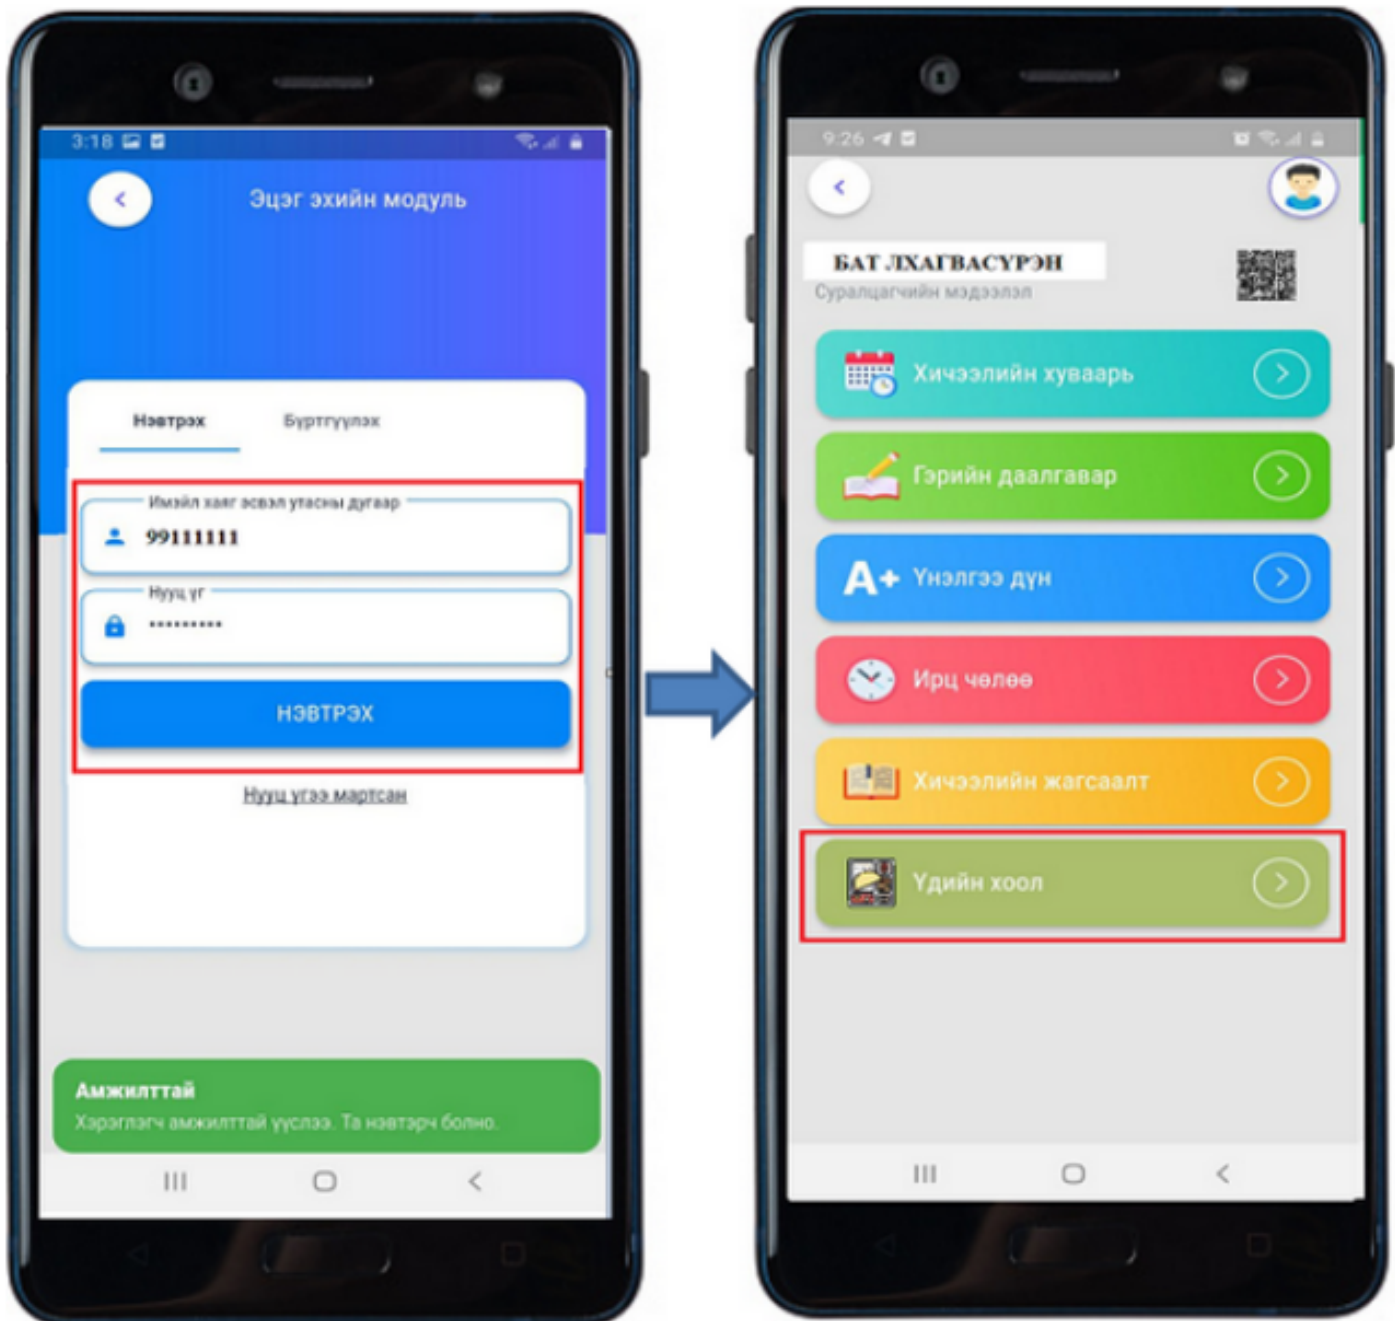 3:18
Эцэг эхийн модуль
Нэвтрэх
Бүртгүүлэх
Имэйл хаяг эсвэл утасны дугаар
99111111
Нууц үг
•••••••••
НЭВТРЭХ
Нууц үгээ мартсан
Амжилттай
Хэрэглэгч амжилттай үүслээ. Та нэвтэрч болно.
9:26
БАТ ЛХАГВАСҮРЭН
Суралцагчийн мэдээлэл
Хичээлийн хуваарь
Гэрийн даалгавар
A+ Үнэлгээ дүн
Ирц чөлөө
Хичээлийн жагсаалт
Үдийн хоол